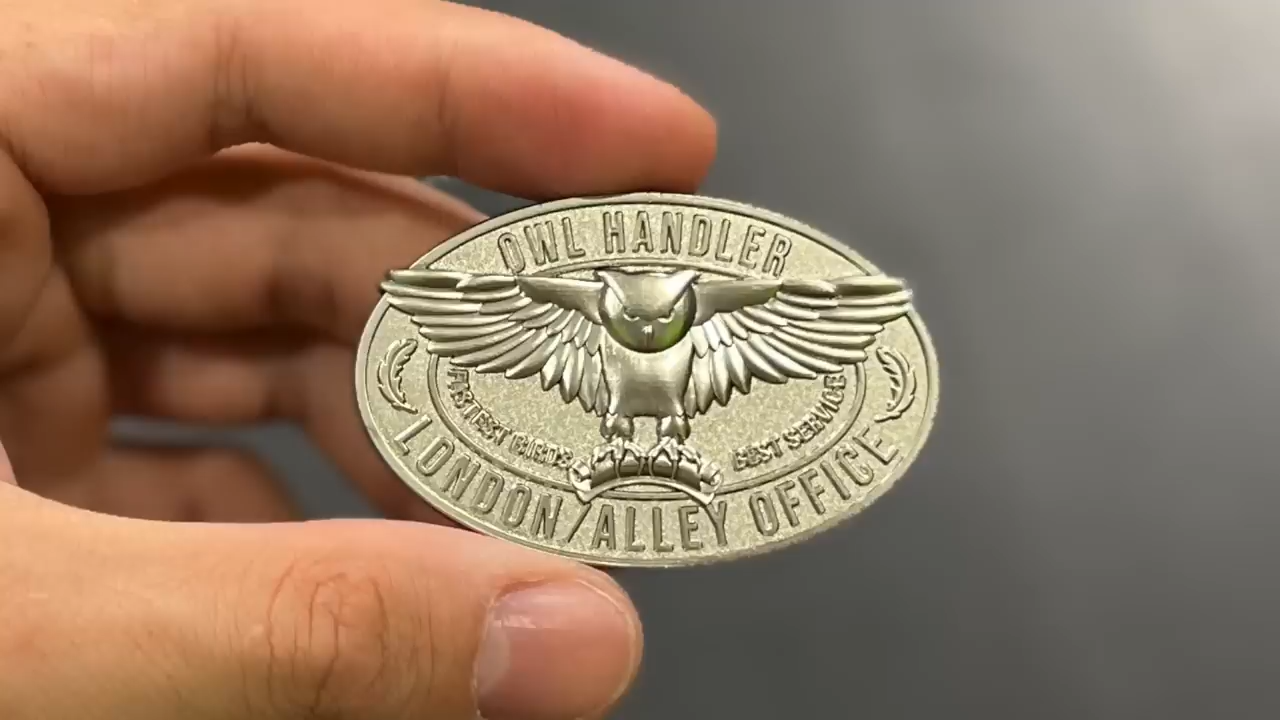 OWL HANDLER
FASTEST BIRDS
BEST SERVICE
LONDON/ALLEY OFFICE